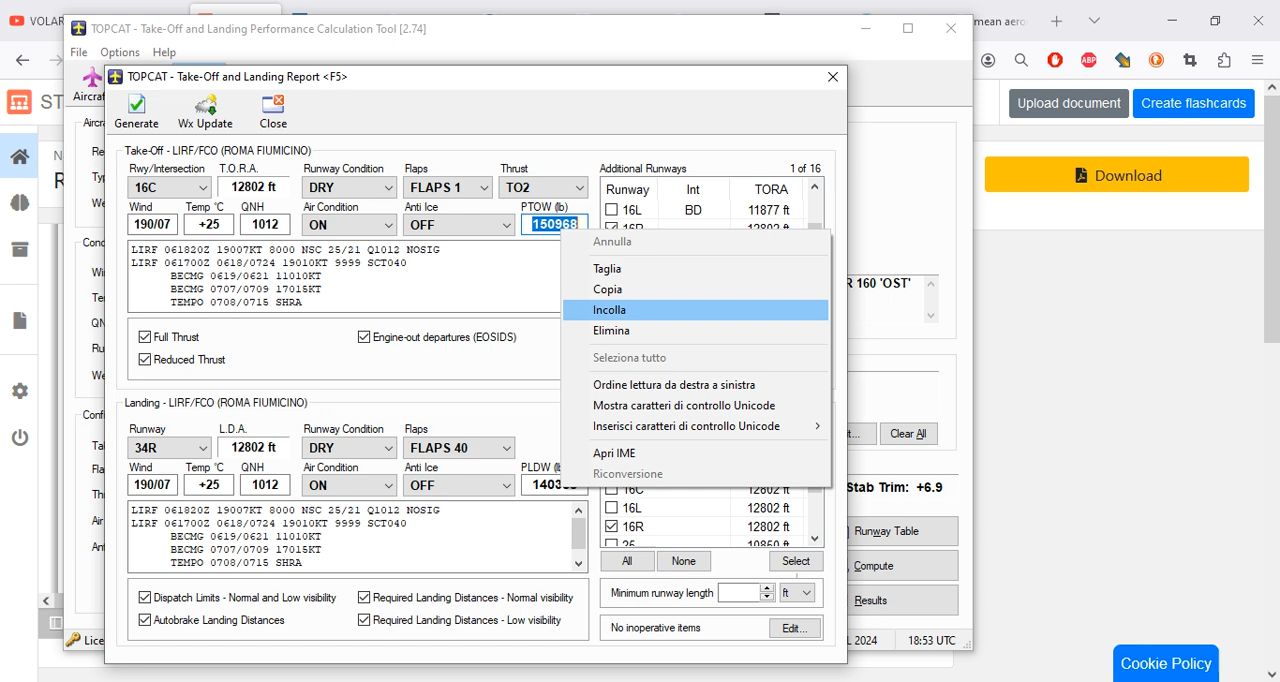 VOLAR
mean aero
TOPCAT - Take-Off and Landing Performance Calculation Tool [2.74]
File Options Help
TOPCAT - Take-Off and Landing Report <F5>
Generate Wx Update Close
Upload document Create flashcards
Download
Take-Off - LIRF/FCO (ROMA FIUMICINO)
Rwy/Intersection T.O.R.A. Runway Condition Flaps Thrust Additional Runways 1 of 16
16C 12802 ft DRY FLAPS 1 TO2 Runway Int TORA
Wind Temp °C QNH Air Condition Anti Ice PTOW (lb) 16L BD 11877 ft
190/07 +25 1012 ON OFF 150968 16R 12802 ft
Annulla
LIRF 061820Z 19007KT 8000 NSC 25/21 Q1012 NOSIG
LIRF 061700Z 0618/0724 19010KT 9999 SCT040
BECMG 0619/0621 11010KT
BECMG 0707/0709 17015KT
TEMPO 0708/0715 SHRA
Taglia
Copia
Incolla
Elimina
Seleziona tutto
Ordine lettura da destra a sinistra
Mostra caratteri di controllo Unicode
Inserisci caratteri di controllo Unicode
Apri IME
Riconversione
R 160 'OST'
Full Thrust Engine-out departures (EOSIDS)
Reduced Thrust
Landing - LIRF/FCO (ROMA FIUMICINO)
Runway L.D.A. Runway Condition Flaps
34R 12802 ft DRY FLAPS 40
Wind Temp °C QNH Air Condition Anti Ice PLDW (lb
190/07 +25 1012 ON OFF
16C 12802 ft
16L 12802 ft
16R 12802 ft
25 10850 ft
LIRF 061820Z 19007KT 8000 NSC 25/21 Q1012 NOSIG
LIRF 061700Z 0618/0724 19010KT 9999 SCT040
BECMG 0619/0621 11010KT
BECMG 0707/0709 17015KT
TEMPO 0708/0715 SHRA
All None Select
Dispatch Limits - Normal and Low visibility Required Landing Distances - Normal visibility
Autobrake Landing Distances Required Landing Distances - Low visibility
Minimum runway length ft
No inoperative items Edit...
Clear All
Stab Trim: +6.9
Runway Table
Compute
Results
2024 18:53 UTC
Cookie Policy